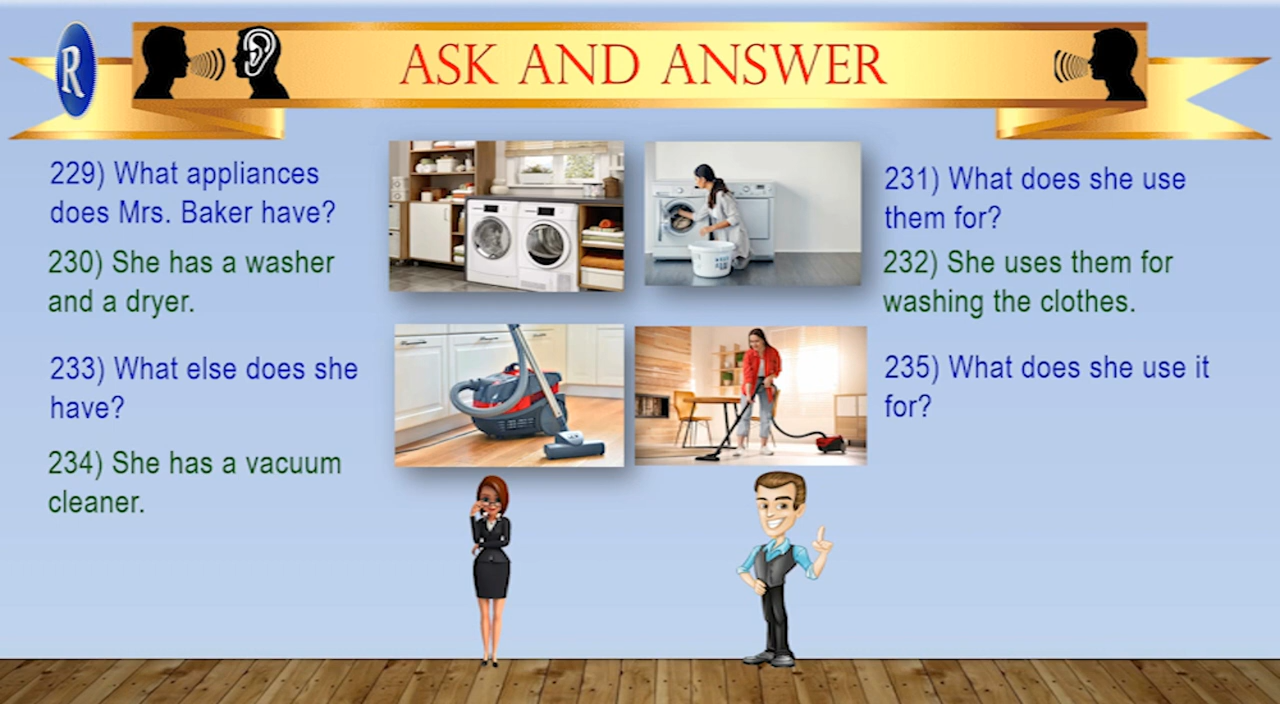 R
ASK AND ANSWER
229) What appliances
does Mrs. Baker have?
230) She has a washer
and a dryer.
231) What does she use
them for?
232) She uses them for
washing the clothes.
233) What else does she
have?
234) She has a vacuum
cleaner.
235) What does she use it
for?